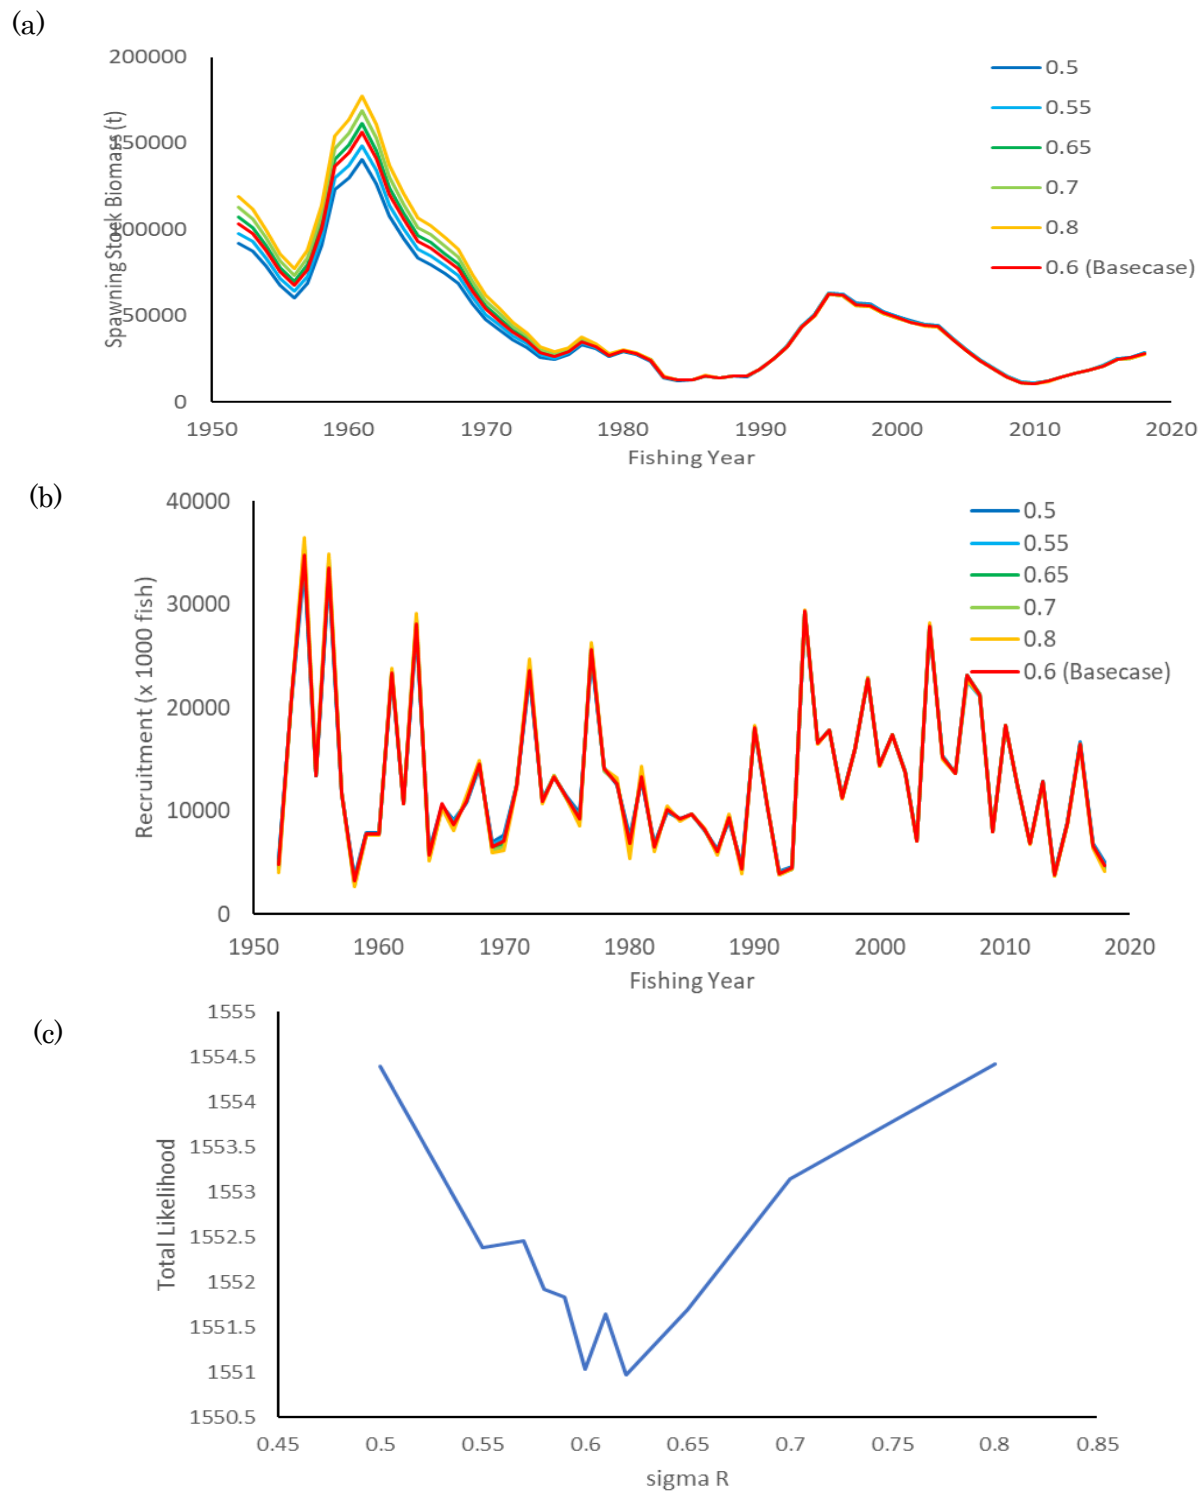 (a)
200000
150000
100000
50000
0
Spawning Stock Biomass (t)
1950 1960 1970 1980 1990 2000 2010 2020
Fishing Year
0.5
0.55
0.65
0.7
0.8
0.6 (Basecase)
(b)
40000
30000
20000
10000
0
Recruitment (x 1000 fish)
1950 1960 1970 1980 1990 2000 2010 2020
Fishing Year
0.5
0.55
0.65
0.7
0.8
0.6 (Basecase)
(c)
1555
1554.5
1554
1553.5
1553
1552.5
1552
1551.5
1551
1550.5
Total Likelihood
0.45 0.5 0.55 0.6 0.65 0.7 0.75 0.8 0.85
sigma R